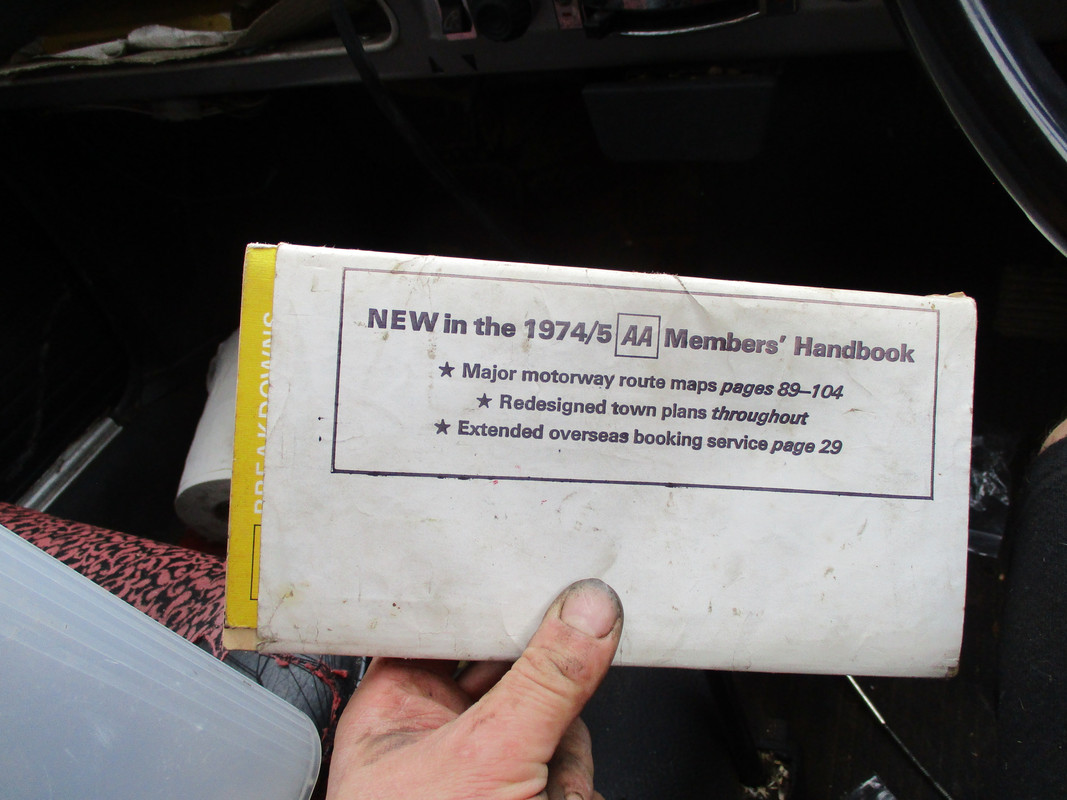 NEW in the 1974/5 AA Members' Handbook
★ Major motorway route maps pages 89–104
★ Redesigned town plans throughout
★ Extended overseas booking service page 29
BREAKDOWNS